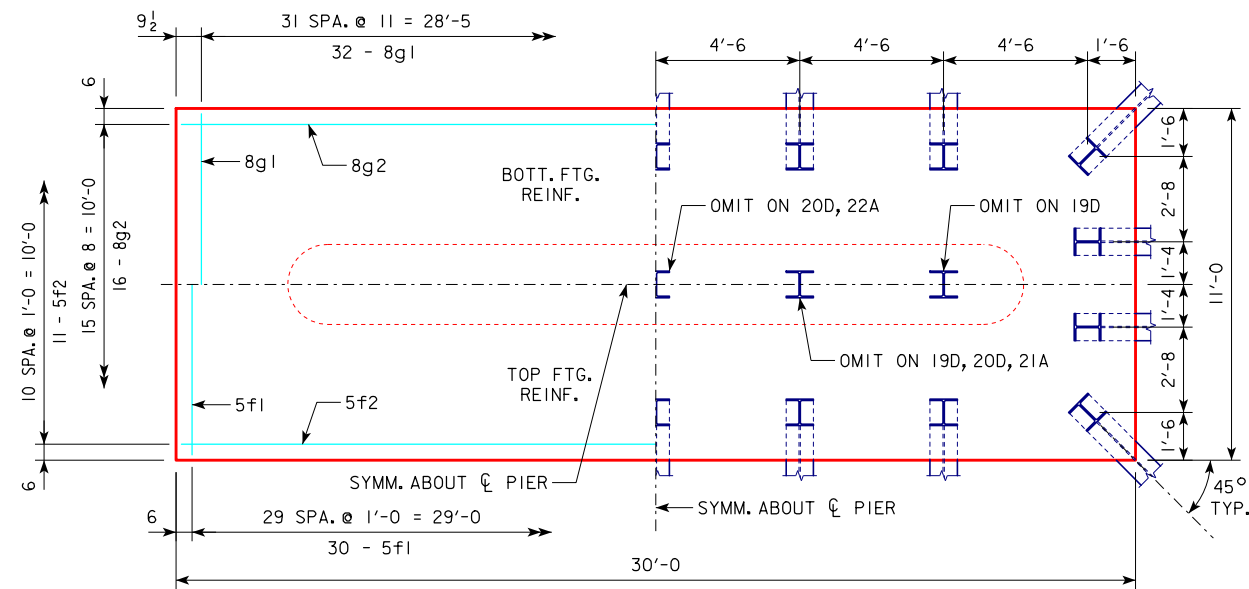 9½
31 SPA. @ 11 = 28'-5
32 - 8g1
4'-6
4'-6
4'-6
1'-6
6
8g1
8g2
BOTT. FTG.
REINF.
OMIT ON 20D, 22A
OMIT ON 19D
1'-6
2'-8
1'-4
1'-4
2'-8
1'-6
11'-0
10 SPA. @ 1'-0 = 10'-0
11 - 5f2
15 SPA. @ 8 = 10'-0
16 - 8g2
OMIT ON 19D, 20D, 21A
TOP FTG.
REINF.
5f1
5f2
6
SYMM. ABOUT ℄ PIER
SYMM. ABOUT ℄ PIER
45°
TYP.
6
29 SPA. @ 1'-0 = 29'-0
30 - 5f1
30'-0